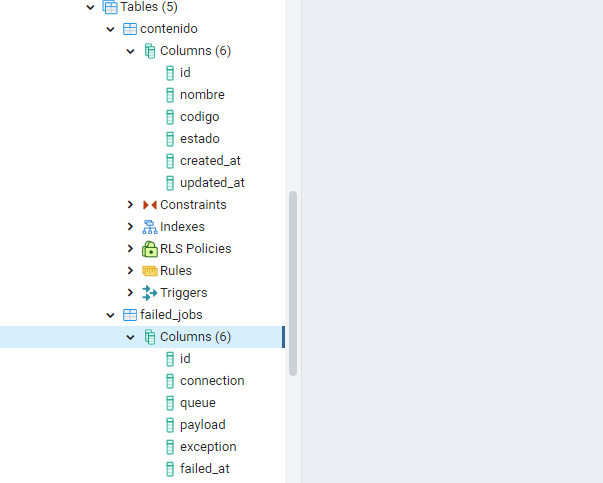 Tables (5)
contenido
Columns (6)
id
nombre
codigo
estado
created_at
updated_at
Constraints
Indexes
RLS Policies
Rules
Triggers
failed_jobs
Columns (6)
id
connection
queue
payload
exception
failed_at